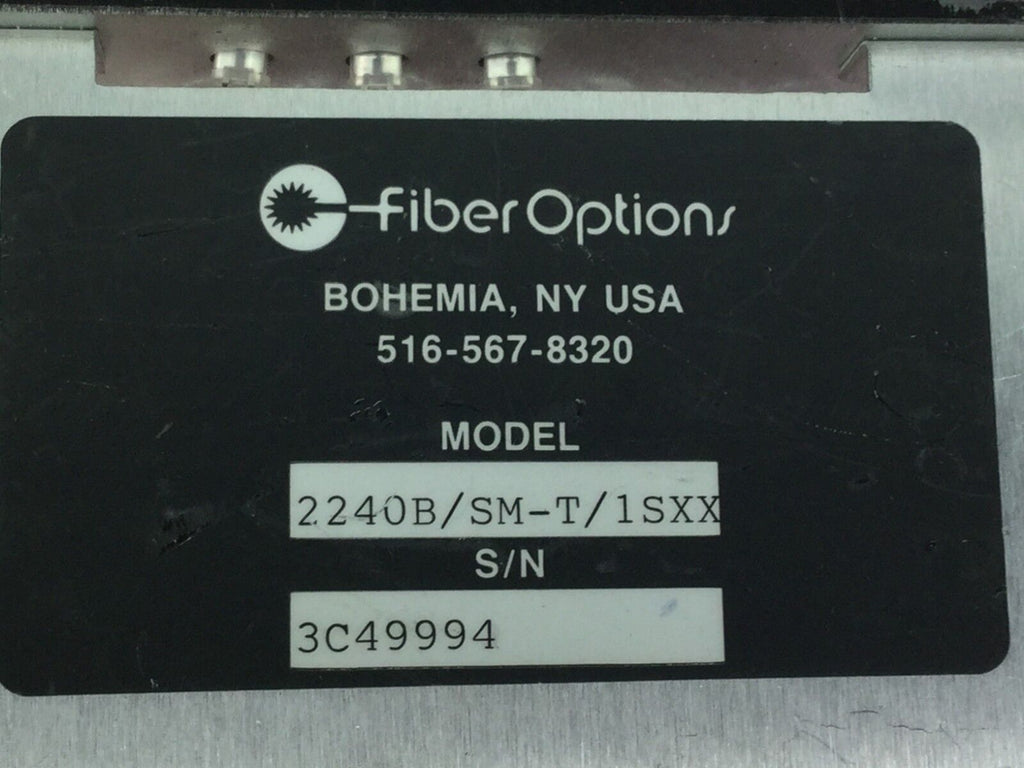 fiberOptions
BOHEMIA, NY USA
516-567-8320
MODEL
2240B/SM-T/1SXX
S/N
3C49994